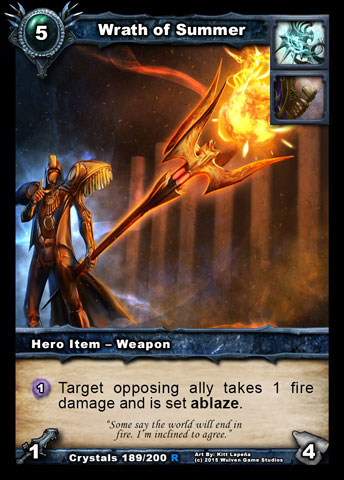 5 Wrath of Summer
Hero Item – Weapon
1 Target opposing ally takes 1 fire
damage and is set ablaze.
"Some say the world will end in
fire. I'm inclined to agree."
1
Crystals 189/200 R
Art By: Kitt Lapeña
(c) 2015 Wulven Game Studios
4